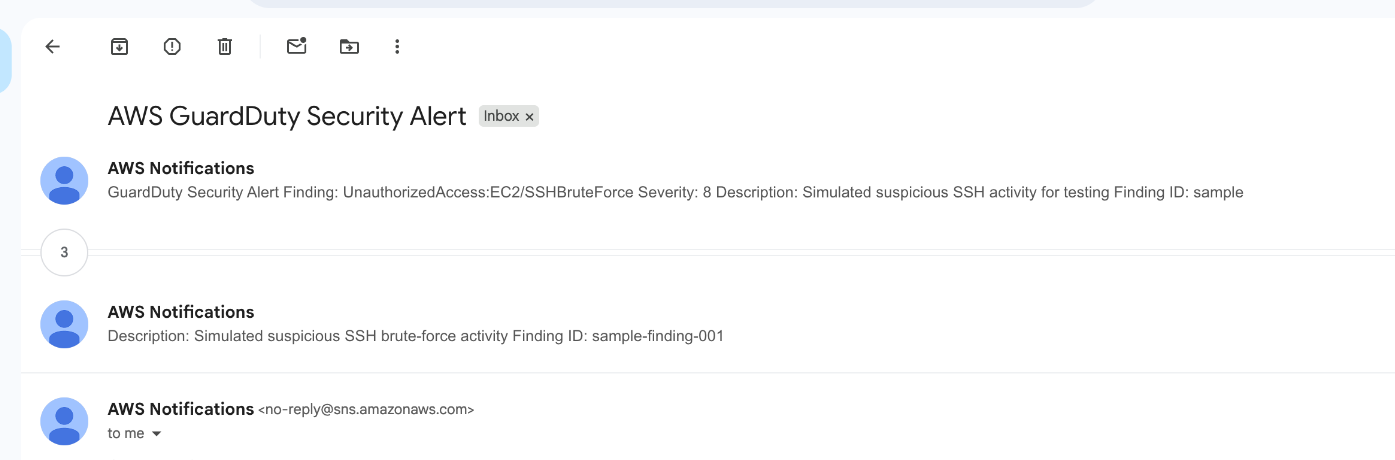 AWS GuardDuty Security Alert Inbox ×
AWS Notifications
GuardDuty Security Alert Finding: UnauthorizedAccess:EC2/SSHBruteForce Severity: 8 Description: Simulated suspicious SSH activity for testing Finding ID: sample
3
AWS Notifications
Description: Simulated suspicious SSH brute-force activity Finding ID: sample-finding-001
AWS Notifications <no-reply@sns.amazonaws.com>
to me